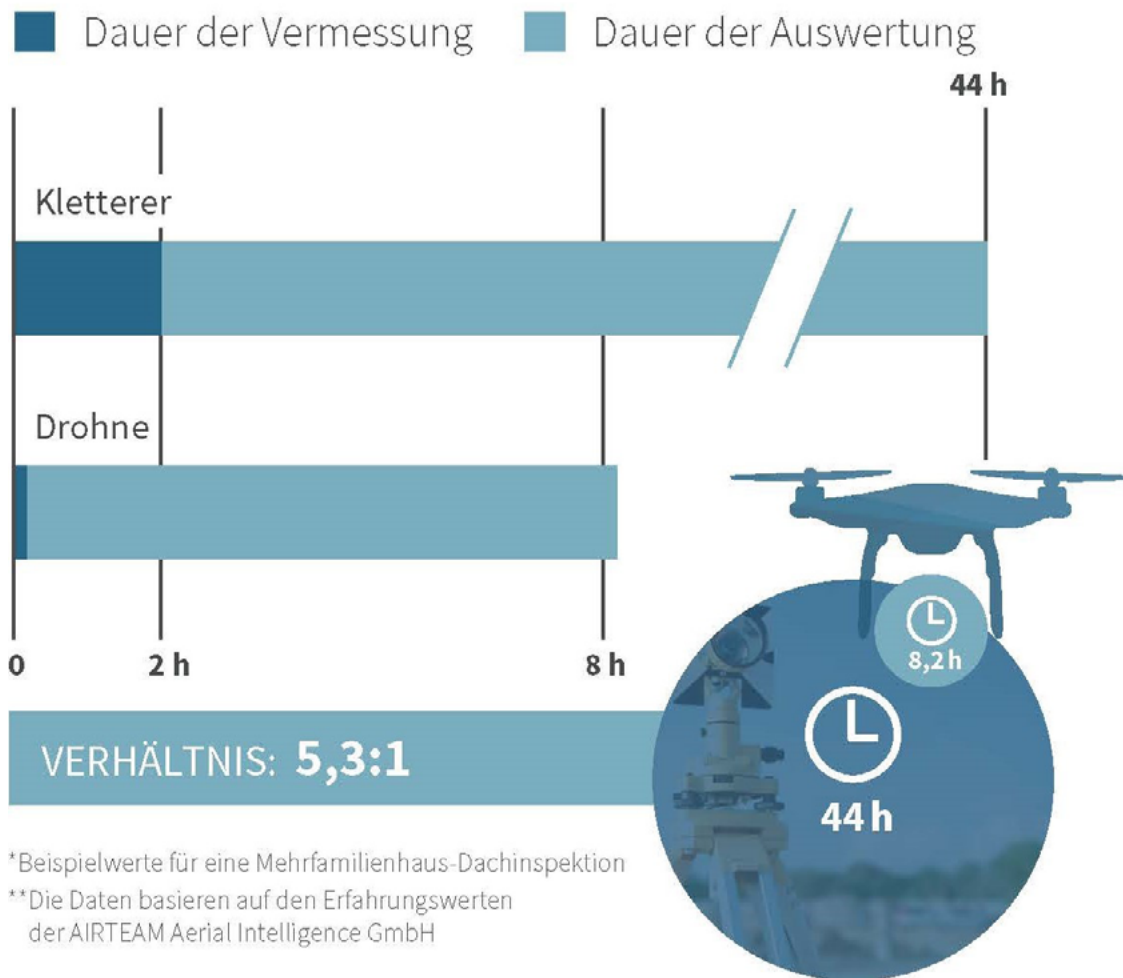 Dauer der Vermessung
Dauer der Auswertung
44 h
Kletterer
Drohne
0
2 h
8 h
8,2 h
VERHÄLTNIS: 5,3:1
44 h
*Beispielwerte für eine Mehrfamilienhaus-Dachinspektion
**Die Daten basieren auf den Erfahrungswerten
der AIRTEAM Aerial Intelligence GmbH